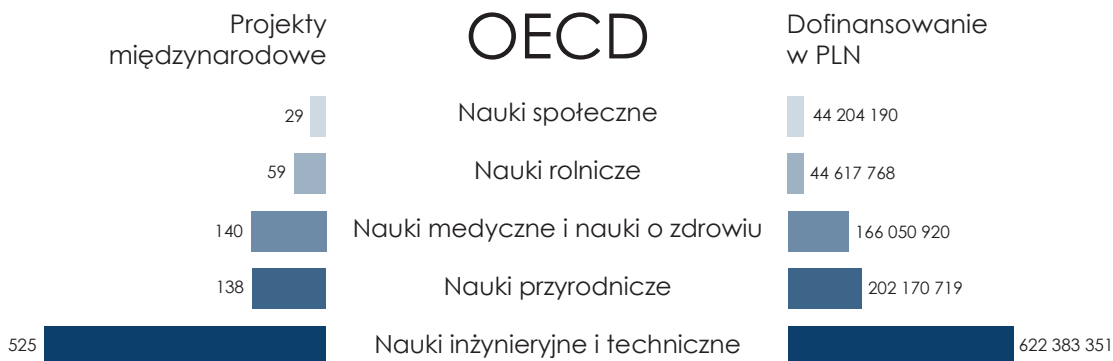 Projekty
międzynarodowe
OECD
Dofinansowanie
w PLN
29
Nauki społeczne
44 204 190
59
Nauki rolnicze
44 617 768
140
Nauki medyczne i nauki o zdrowiu
166 050 920
138
Nauki przyrodnicze
202 170 719
525
Nauki inżynieryjne i techniczne
622 383 351